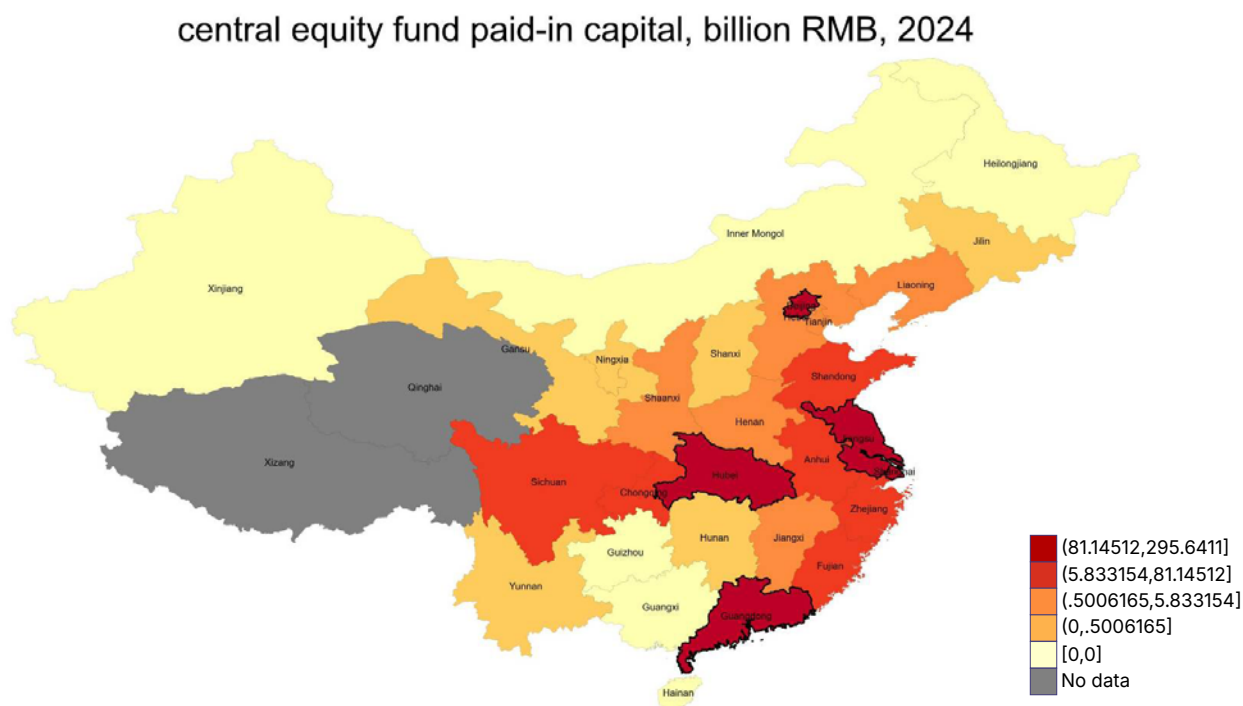 central equity fund paid-in capital, billion RMB, 2024
Heilongjiang
Inner Mongol
Jilin
Xinjiang
Liaoning
Tianjin
Gansu
Ningxia
Shanxi
Shandong
Qinghai
Shaanxi
Henan
Xizang
Anhui
Sichuan
Hubei
Chongqing
Zhejiang
Hunan
Jiangxi
Guizhou
Fujian
Yunnan
Guangxi
Guangdong
Hainan
(81.14512,295.6411]
(5.833154,81.14512]
(.5006165,5.833154]
(0,.5006165]
[0,0]
No data